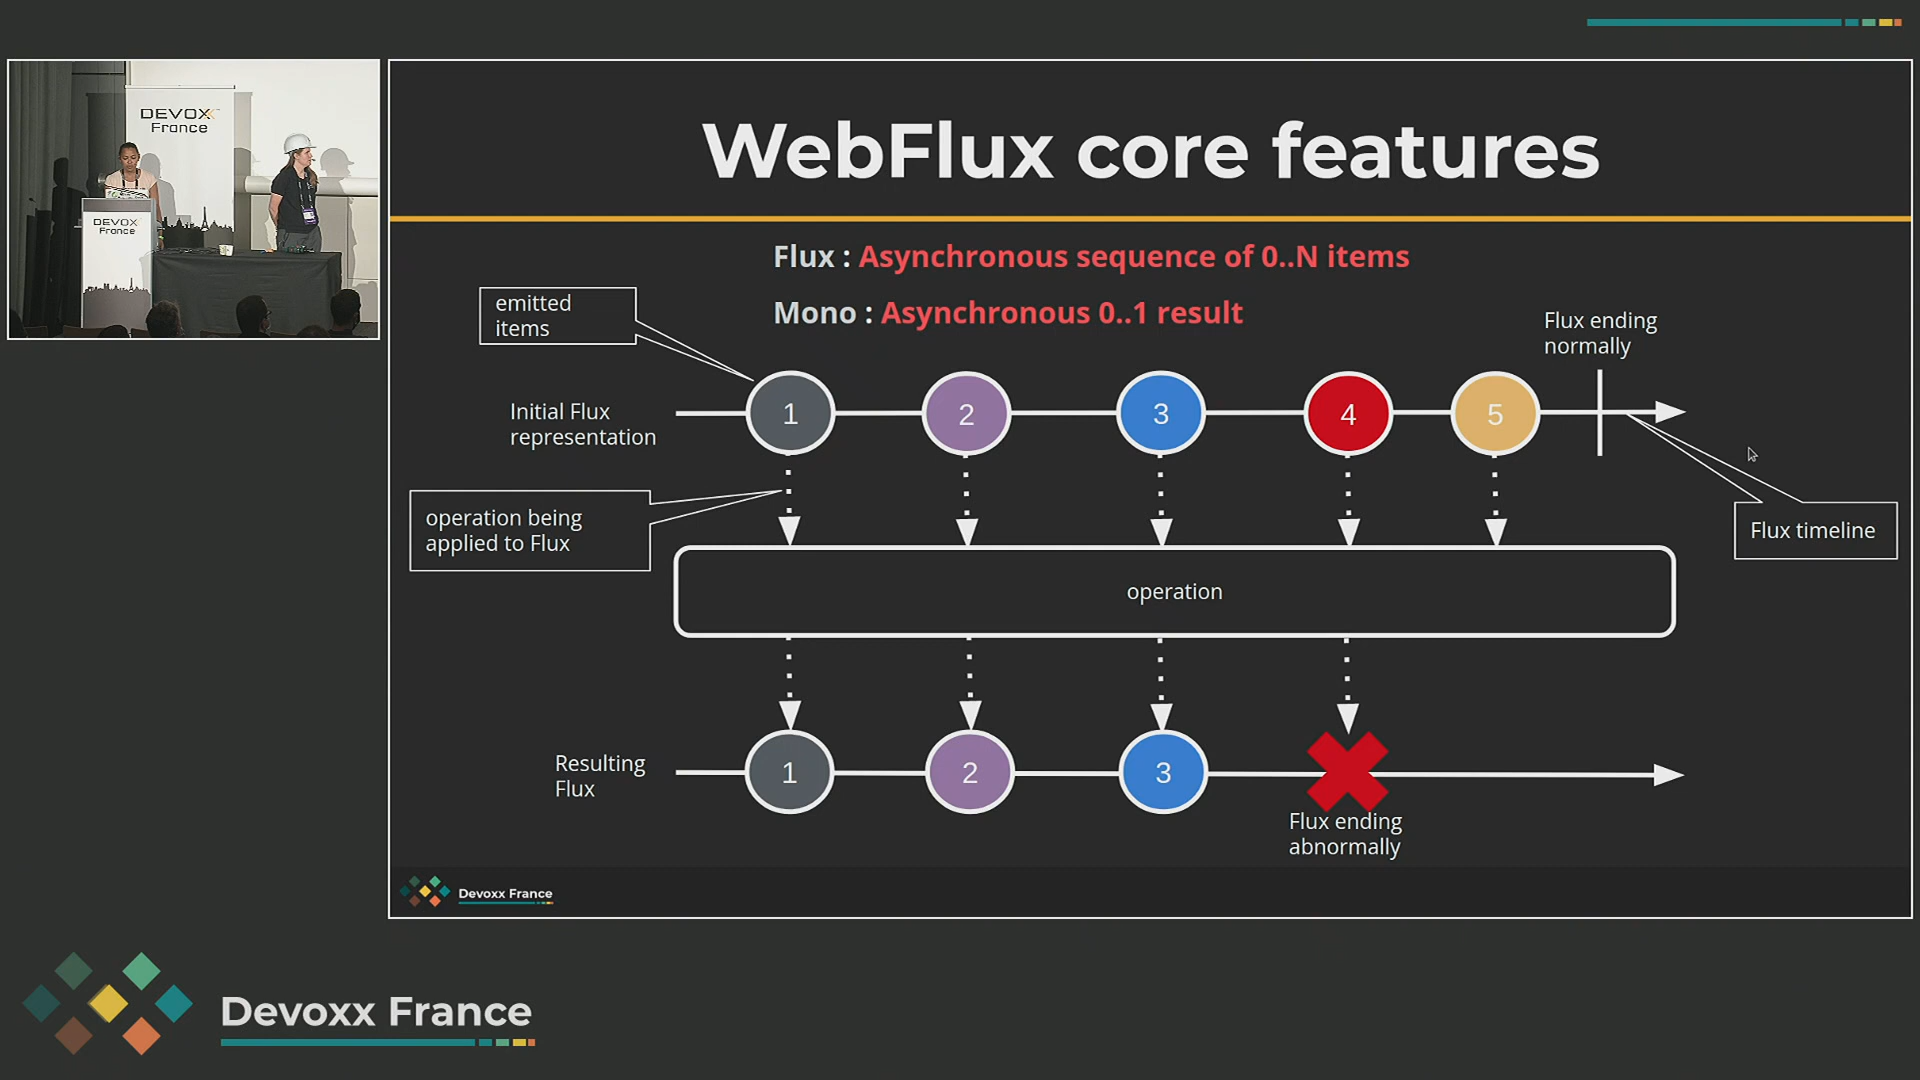 DEVOXX
France
DEVOXX
France
WebFlux core features
Flux : Asynchronous sequence of 0..N items
Mono : Asynchronous 0..1 result
emitted
items
Flux ending
normally
Initial Flux
representation
1
2
3
4
5
operation being
applied to Flux
Flux timeline
operation
Resulting
Flux
1
2
3
Flux ending
abnormally
Devoxx France
Devoxx France